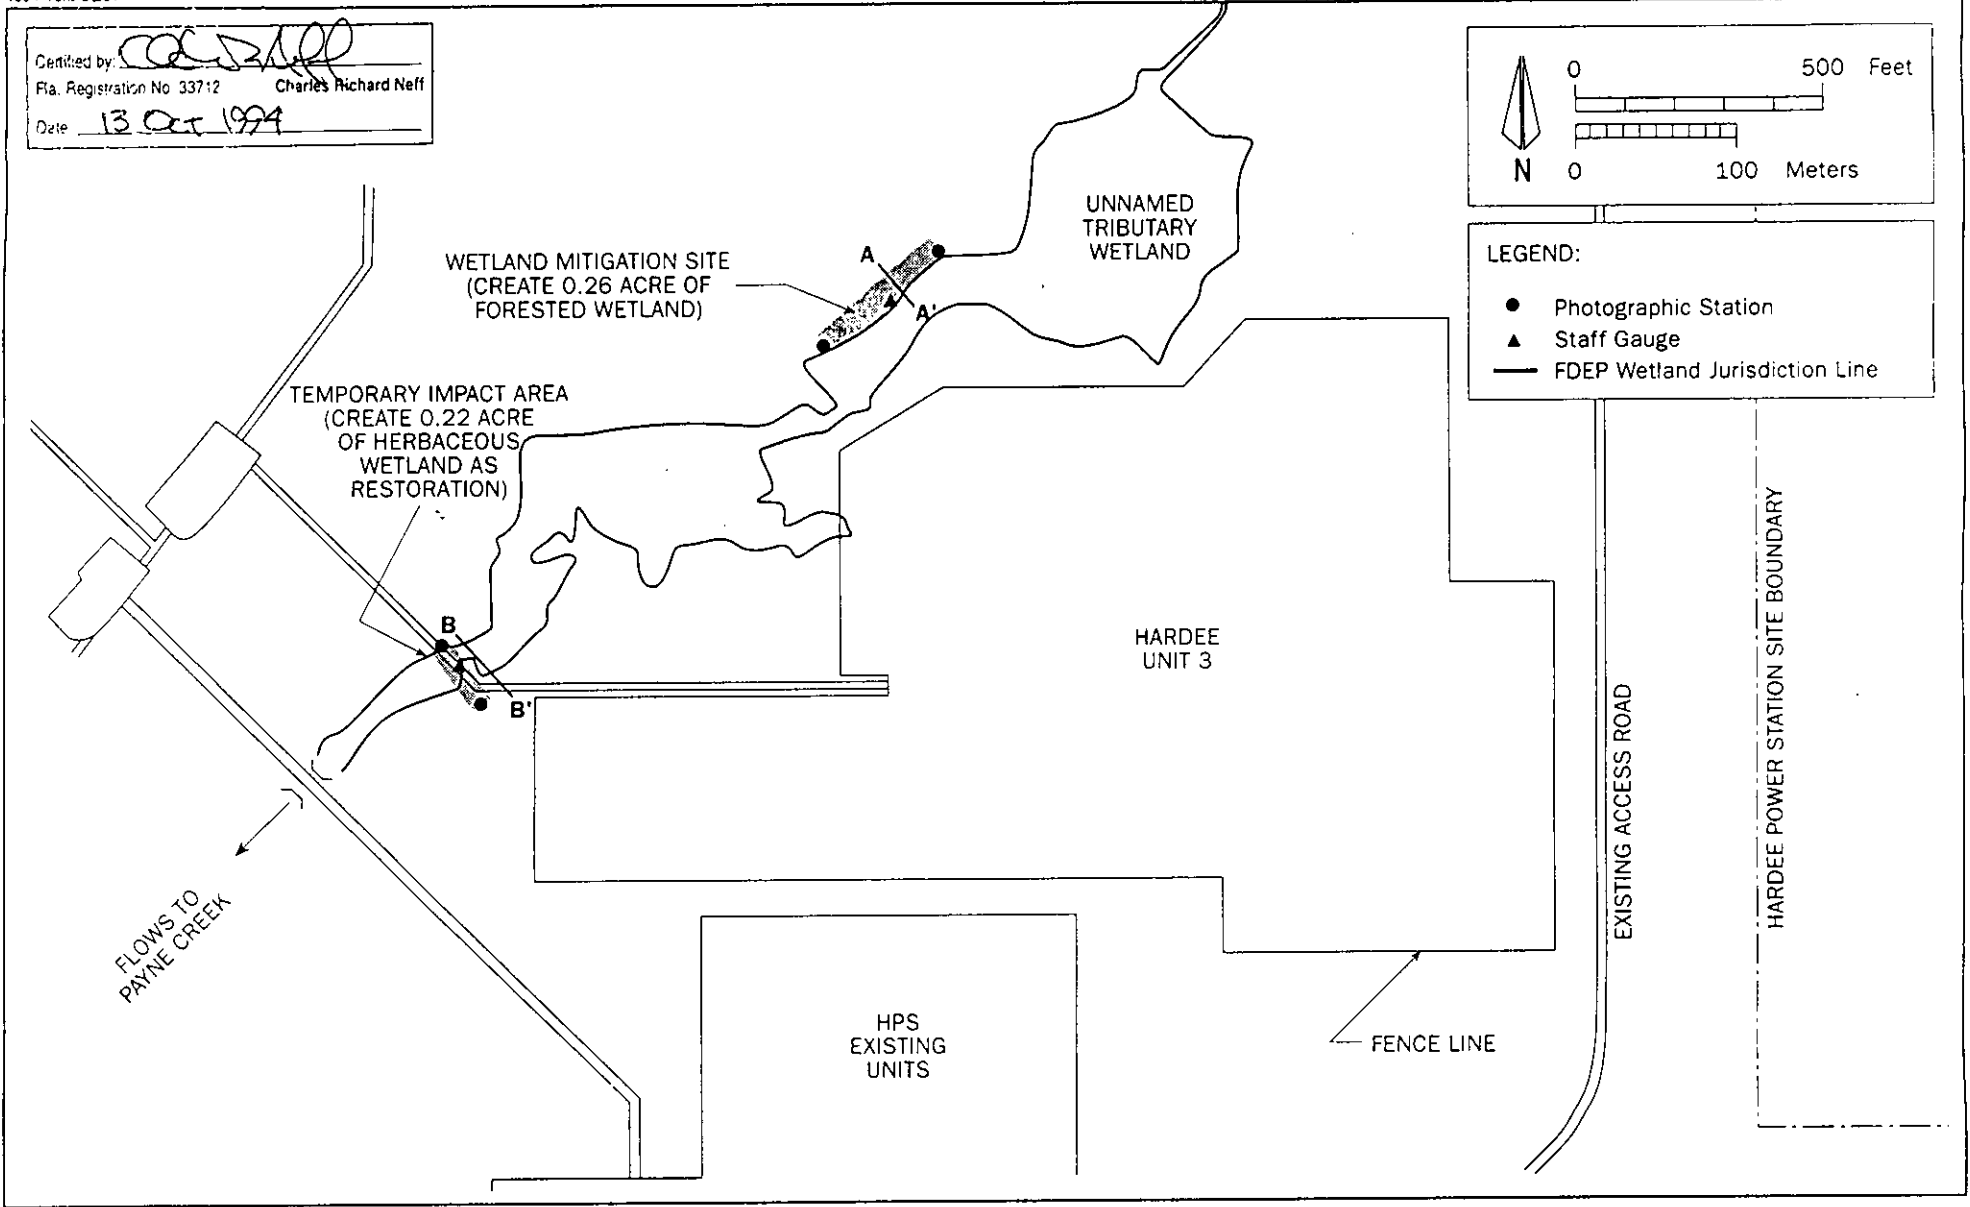 Certified by:
Fla. Registration No 33712 Charles Richard Neff
Date 13 Oct 1994
0 500 Feet
N 0 100 Meters
LEGEND:
Photographic Station
Staff Gauge
FDEP Wetland Jurisdiction Line
UNNAMED
TRIBUTARY
WETLAND
A
A'
WETLAND MITIGATION SITE
(CREATE 0.26 ACRE OF
FORESTED WETLAND)
TEMPORARY IMPACT AREA
(CREATE 0.22 ACRE
OF HERBACEOUS
WETLAND AS
RESTORATION)
B
B'
HARDEE
UNIT 3
EXISTING ACCESS ROAD
HARDEE POWER STATION SITE BOUNDARY
FLOWS TO
PAYNE CREEK
HPS
EXISTING
UNITS
FENCE LINE